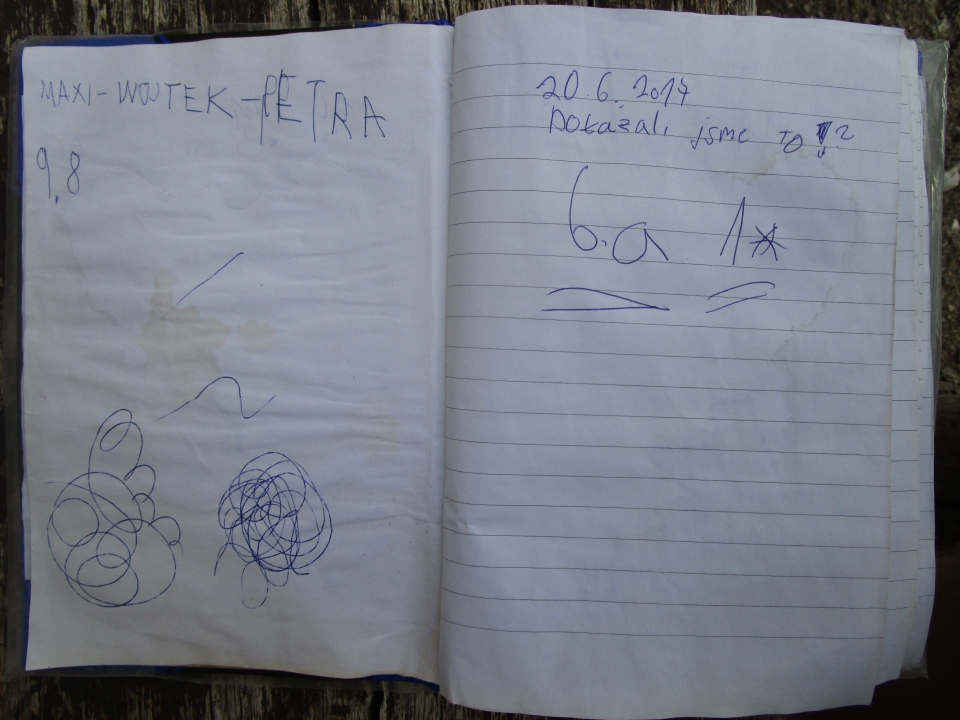 MAXI-WOJTEK-PETRA
9.8
20 6. 2014
Dokázali jsme to !?
6.a 1*